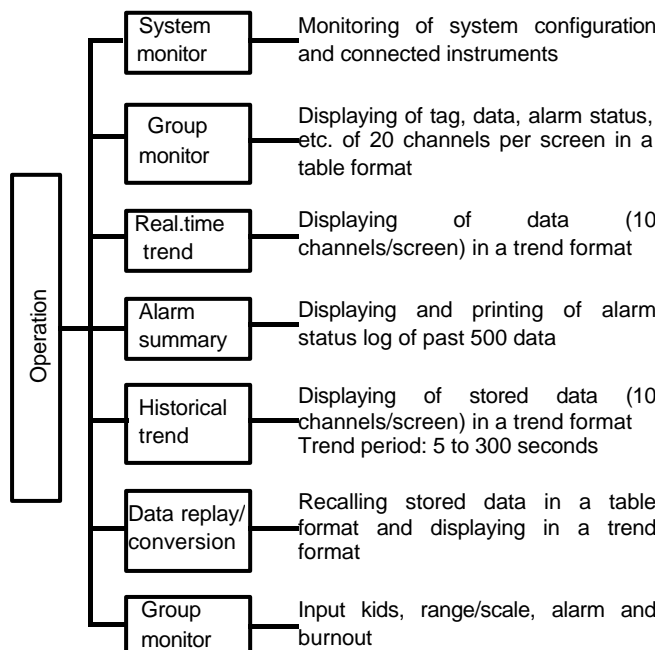 Operation
System
monitor
Monitoring of system configuration
and connected instruments
Group
monitor
Displaying of tag, data, alarm status,
etc. of 20 channels per screen in a
table format
Real.time
trend
Displaying of data (10
channels/screen) in a trend format
Alarm
summary
Displaying and printing of alarm
status log of past 500 data
Historical
trend
Displaying of stored data (10
channels/screen) in a trend format
Trend period: 5 to 300 seconds
Data replay/
conversion
Recalling stored data in a table
format and displaying in a trend
format
Group
monitor
Input kids, range/scale, alarm and
burnout